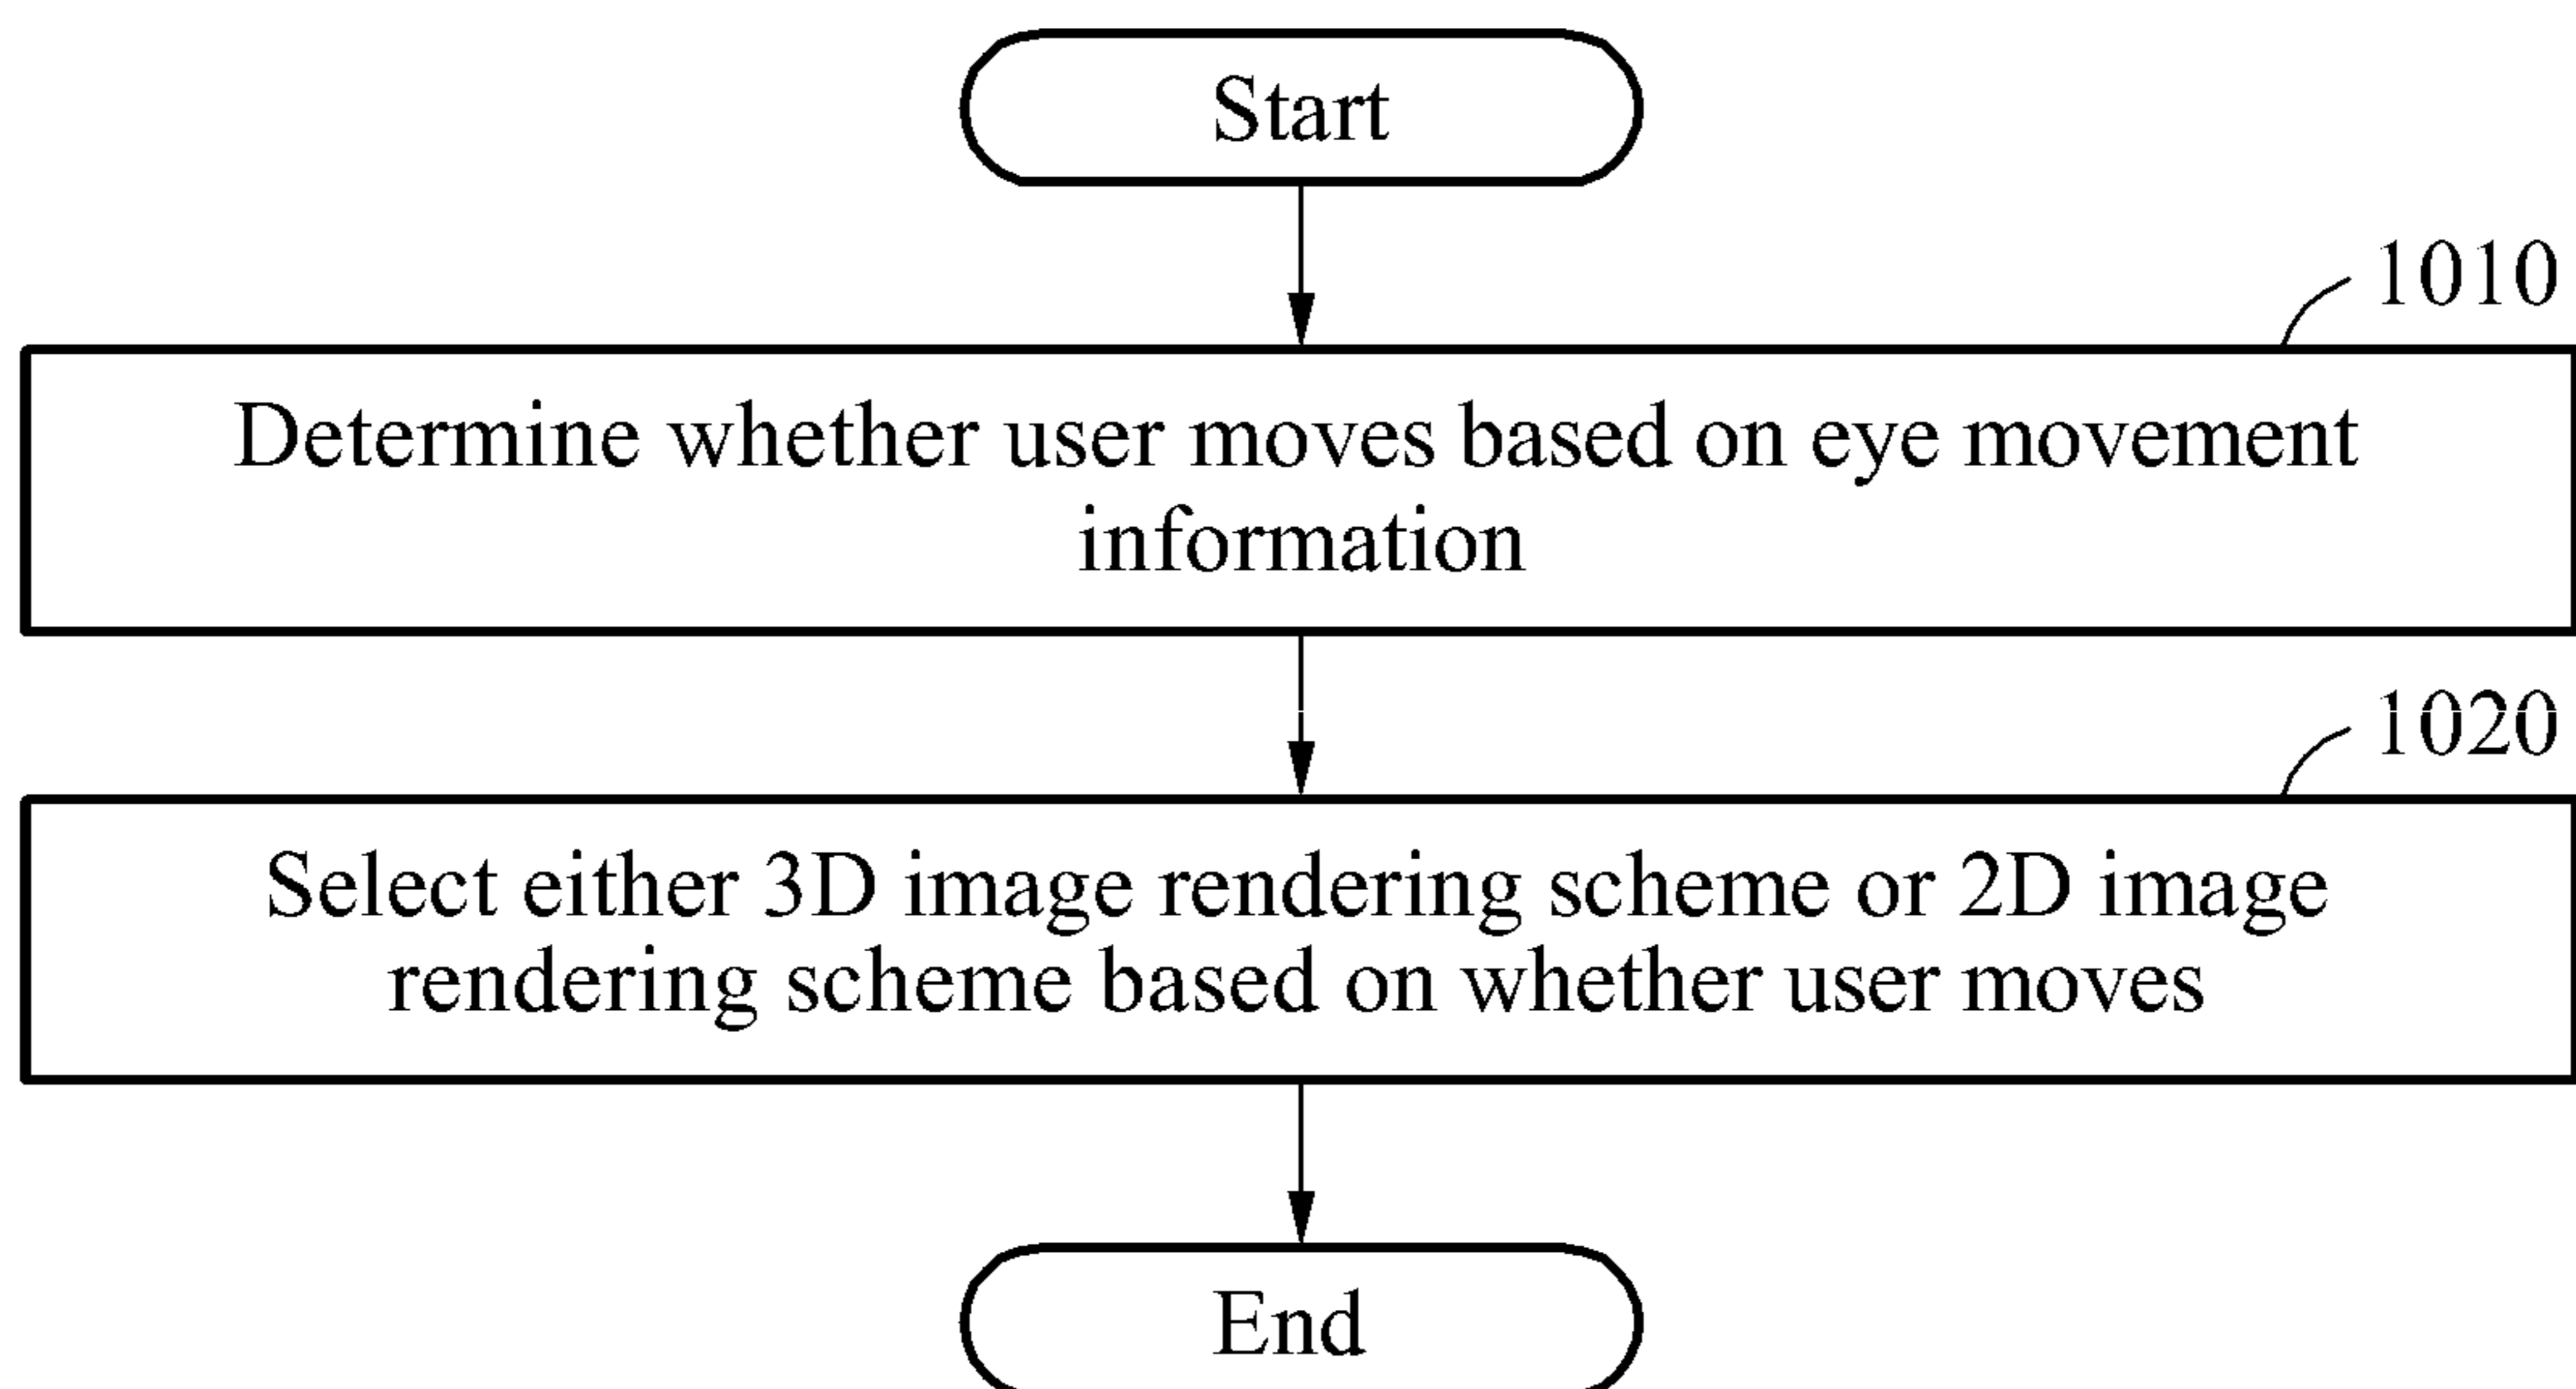 Start
1010
Determine whether user moves based on eye movement
information
1020
Select either 3D image rendering scheme or 2D image
rendering scheme based on whether user moves
End